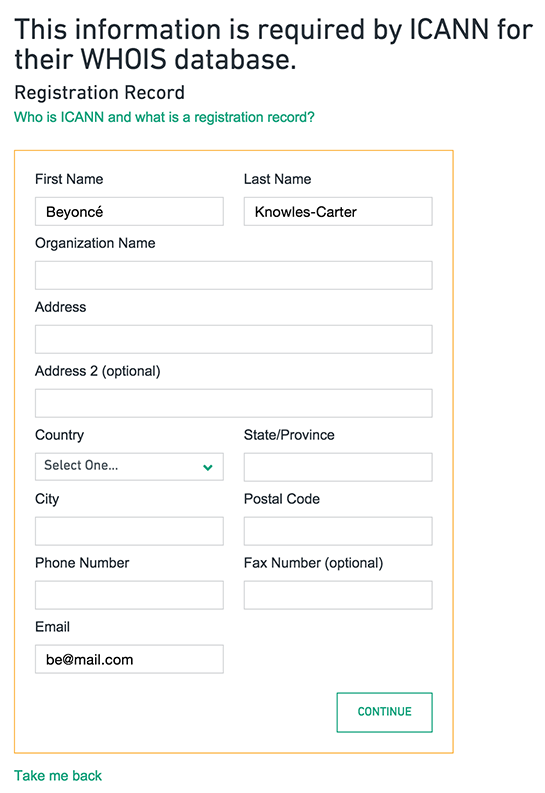 This information is required by ICANN for
their WHOIS database.
Registration Record
Who is ICANN and what is a registration record?
First Name
Last Name
Beyoncé
Knowles-Carter
Organization Name
Address
Address 2 (optional)
Country
State/Province
Select One...
City
Postal Code
Phone Number
Fax Number (optional)
Email
be@mail.com
CONTINUE
Take me back